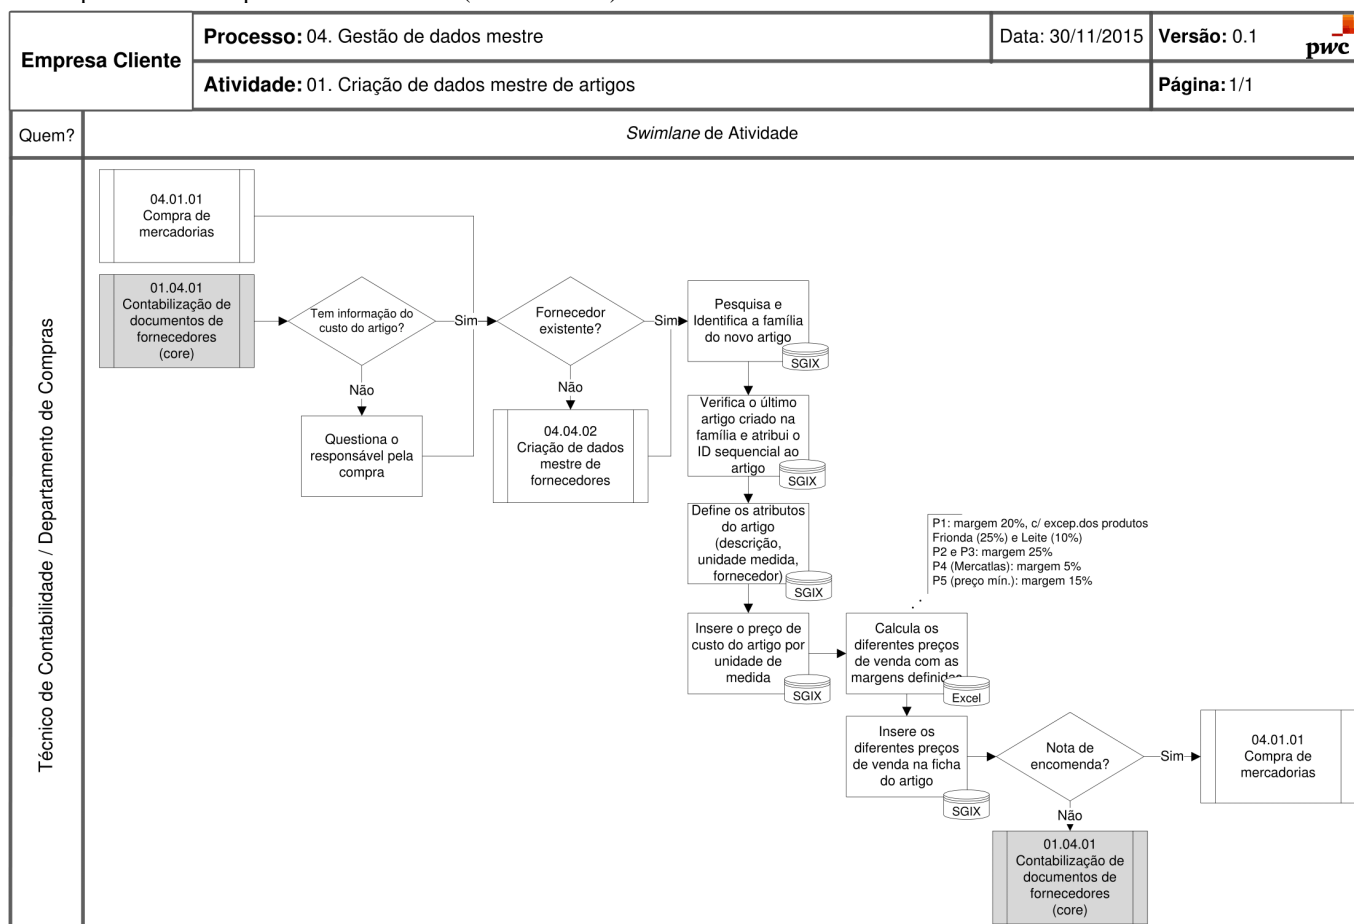 Empresa Cliente
Processo: 04. Gestão de dados mestre
Data: 30/11/2015
Versão: 0.1
pwc
Atividade: 01. Criação de dados mestre de artigos
Página: 1/1
Quem?
Swimlane de Atividade
Técnico de Contabilidade / Departamento de Compras
04.01.01
Compra de
mercadorias
01.04.01
Contabilização de
documentos de
fornecedores
(core)
Tem informação do
custo do artigo?
Sim
Não
Questiona o
responsável pela
compra
Fornecedor
existente?
Sim
Não
04.04.02
Criação de dados
mestre de
fornecedores
Pesquisa e
Identifica a família
do novo artigo
SGIX
Verifica o último
artigo criado na
família e atribui o
ID sequencial ao
artigo
SGIX
Define os atributos
do artigo
(descrição,
unidade medida,
fornecedor)
SGIX
Insere o preço de
custo do artigo por
unidade de
medida
SGIX
P1: margem 20%, c/ excep.dos produtos
Frionda (25%) e Leite (10%)
P2 e P3: margem 25%
P4 (Mercatlas): margem 5%
P5 (preço mín.): margem 15%
Calcula os
diferentes preços
de venda com as
margens definidas
Excel
Insere os
diferentes preços
de venda na ficha
do artigo
SGIX
Nota de
encomenda?
Sim
04.01.01
Compra de
mercadorias
Não
01.04.01
Contabilização de
documentos de
fornecedores
(core)